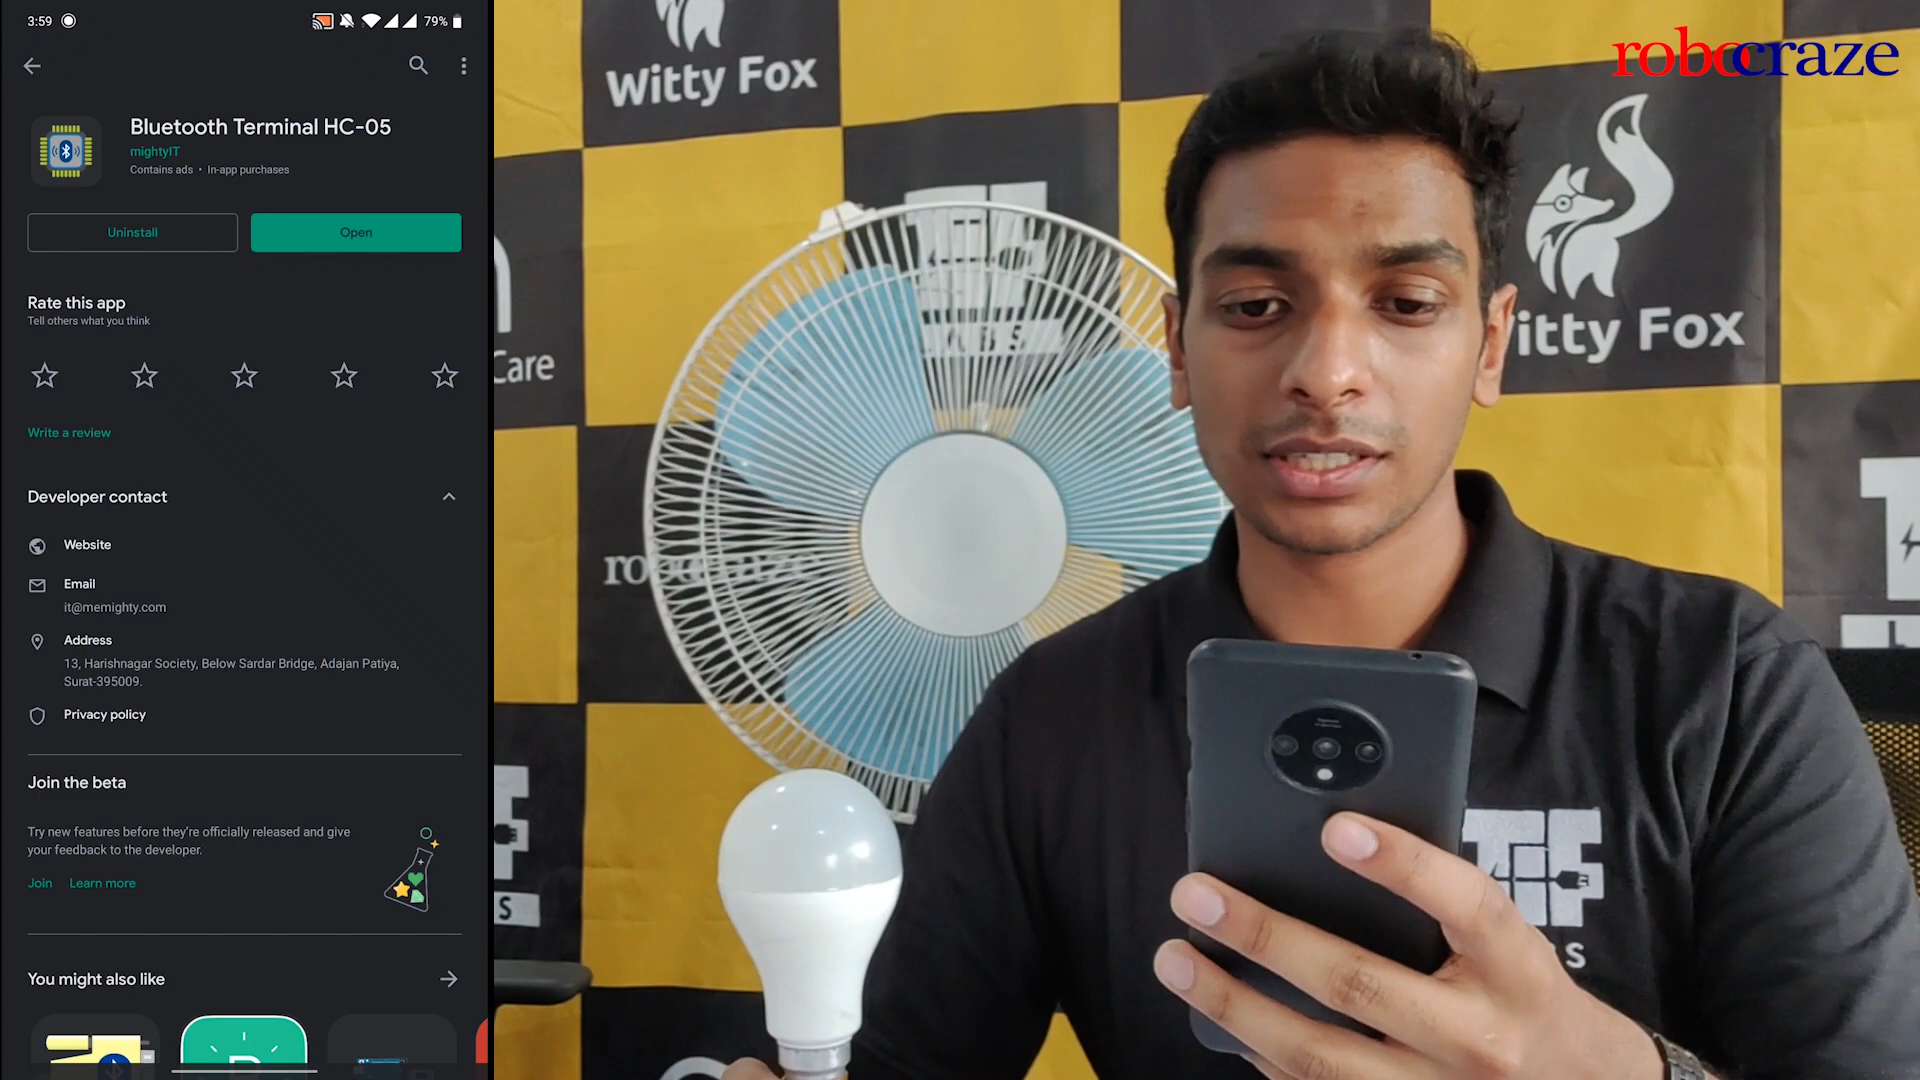 3:59
79%
Bluetooth Terminal HC-05
mightyIT
Contains ads • In-app purchases
Uninstall
Open
Rate this app
Tell others what you think
Write a review
Developer contact
Website
Email
it@memighty.com
Address
13, Harishnagar Society, Below Sardar Bridge, Adajan Patiya,
Surat-395009.
Privacy policy
Join the beta
Try new features before they're officially released and give
your feedback to the developer.
Join
Learn more
You might also like
Witty Fox
robocraze
itty Fox
Care
LABS
robocraze
S
TIF